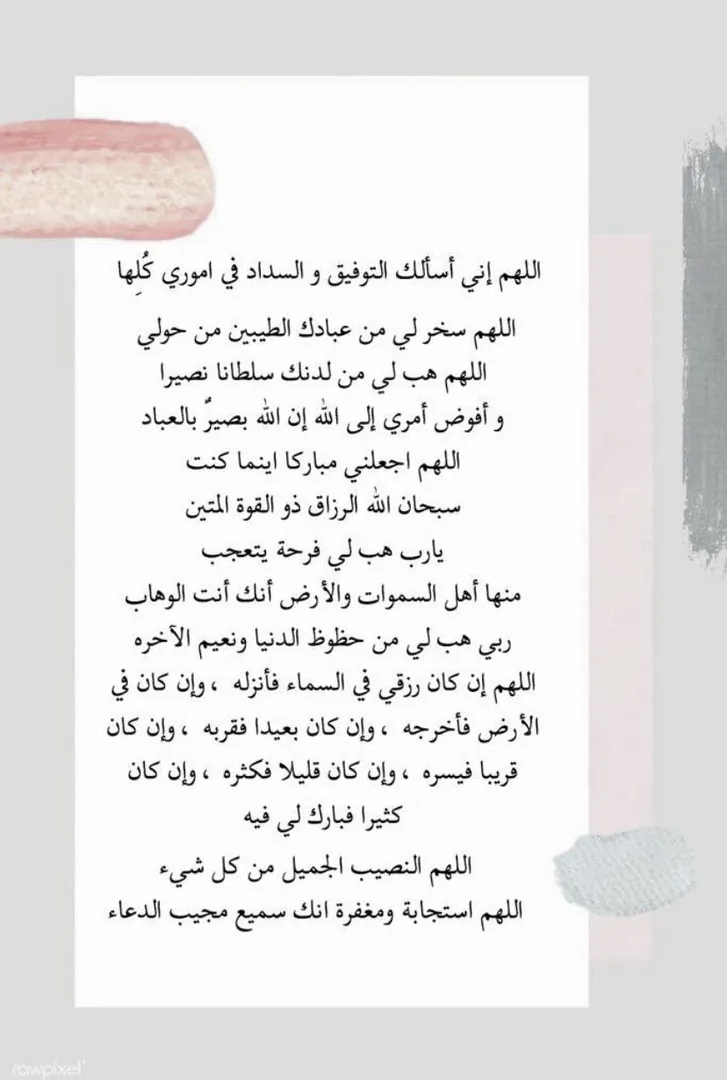 اللهم إني أسألك التوفيق و السداد في اموري كُلِها
اللهم سخر لي من عبادك الطيبين من حولي
اللهم هب لي من لدنك سلطانا نصيرا
و أفوض أمري إلى الله إن الله بصيرٌ بالعباد
اللهم اجعلني مباركا اينما كنت
سبحان الله الرزاق ذو القوة المتين
يارب هب لي فرحة يتعجب
منها أهل السموات والأرض أنك أنت الوهاب
ربي هب لي من حظوظ الدنيا ونعيم الآخره
اللهم إن كان رزقي في السماء فأنزله ، وإن كان في
الأرض فأخرجه ، وإن كان بعيدا فقربه ، وإن كان
قريبا فيسره ، وإن كان قليلا فكثره ، وإن كان
كثيرا فبارك لي فيه
اللهم النصيب الجميل من كل شيء
اللهم استجابة ومغفرة انك سميع مجيب الدعاء
rawpixel